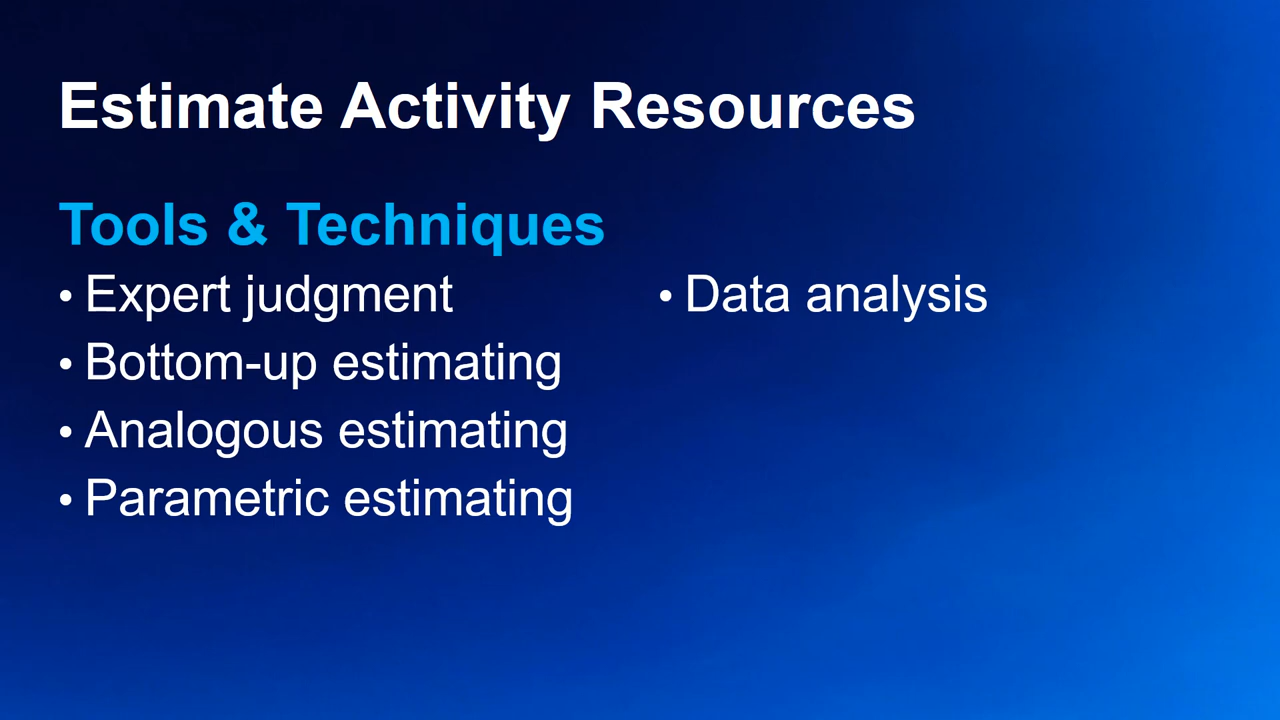 Estimate Activity Resources
Tools & Techniques
• Expert judgment
• Bottom-up estimating
• Analogous estimating
• Parametric estimating
• Data analysis